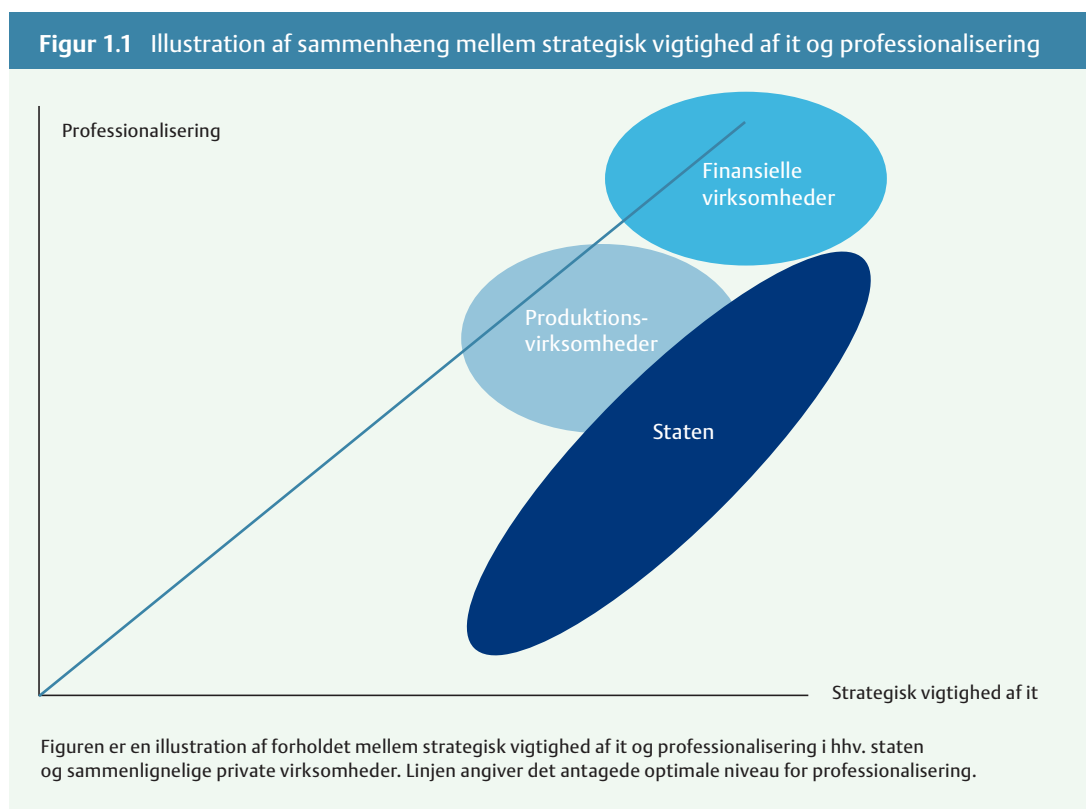 Figur 1.1 Illustration af sammenhæng mellem strategisk vigtighed af it og professionalisering
Professionalisering
Finansielle
virksomheder
Produktions-
virksomheder
Staten
Strategisk vigtighed af it
Figuren er en illustration af forholdet mellem strategisk vigtighed af it og professionalisering i hhv. staten
og sammenlignelige private virksomheder. Linjen angiver det antagede optimale niveau for professionalisering.